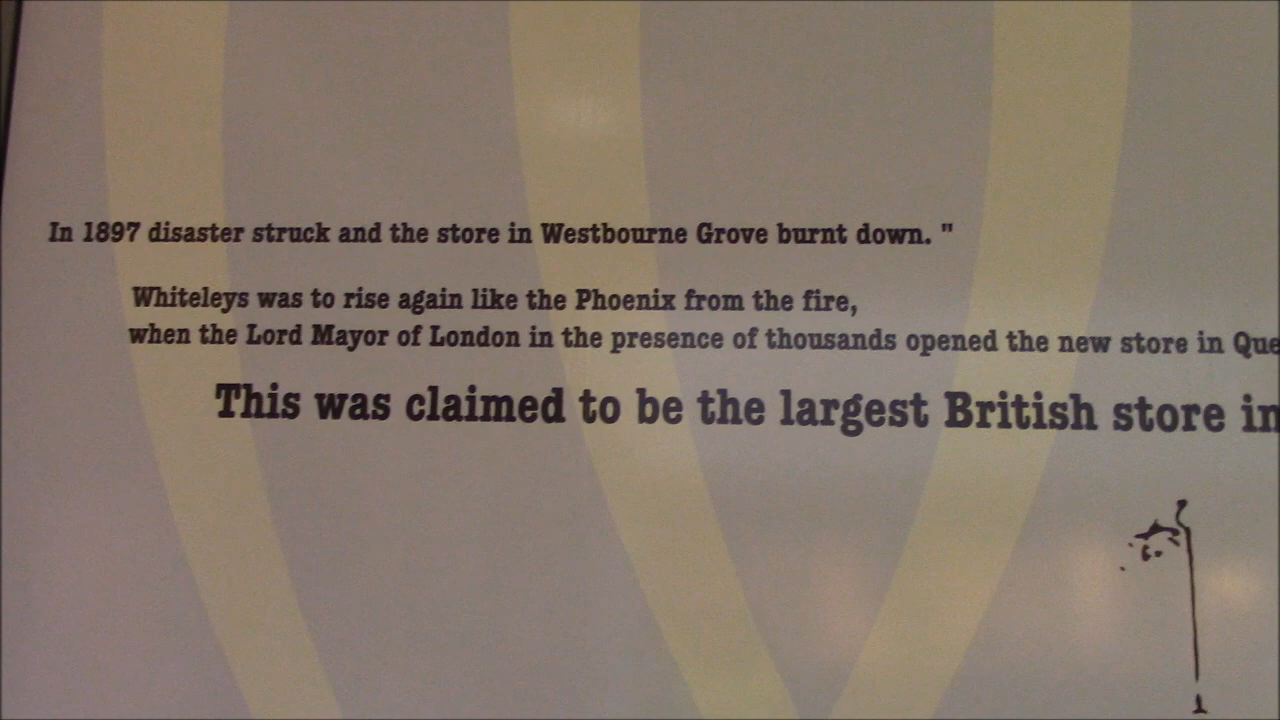 In 1897 disaster struck and the store in Westbourne Grove burnt down. "
Whiteleys was to rise again like the Phoenix from the fire,
when the Lord Mayor of London in the presence of thousands opened the new store in Que
This was claimed to be the largest British store in